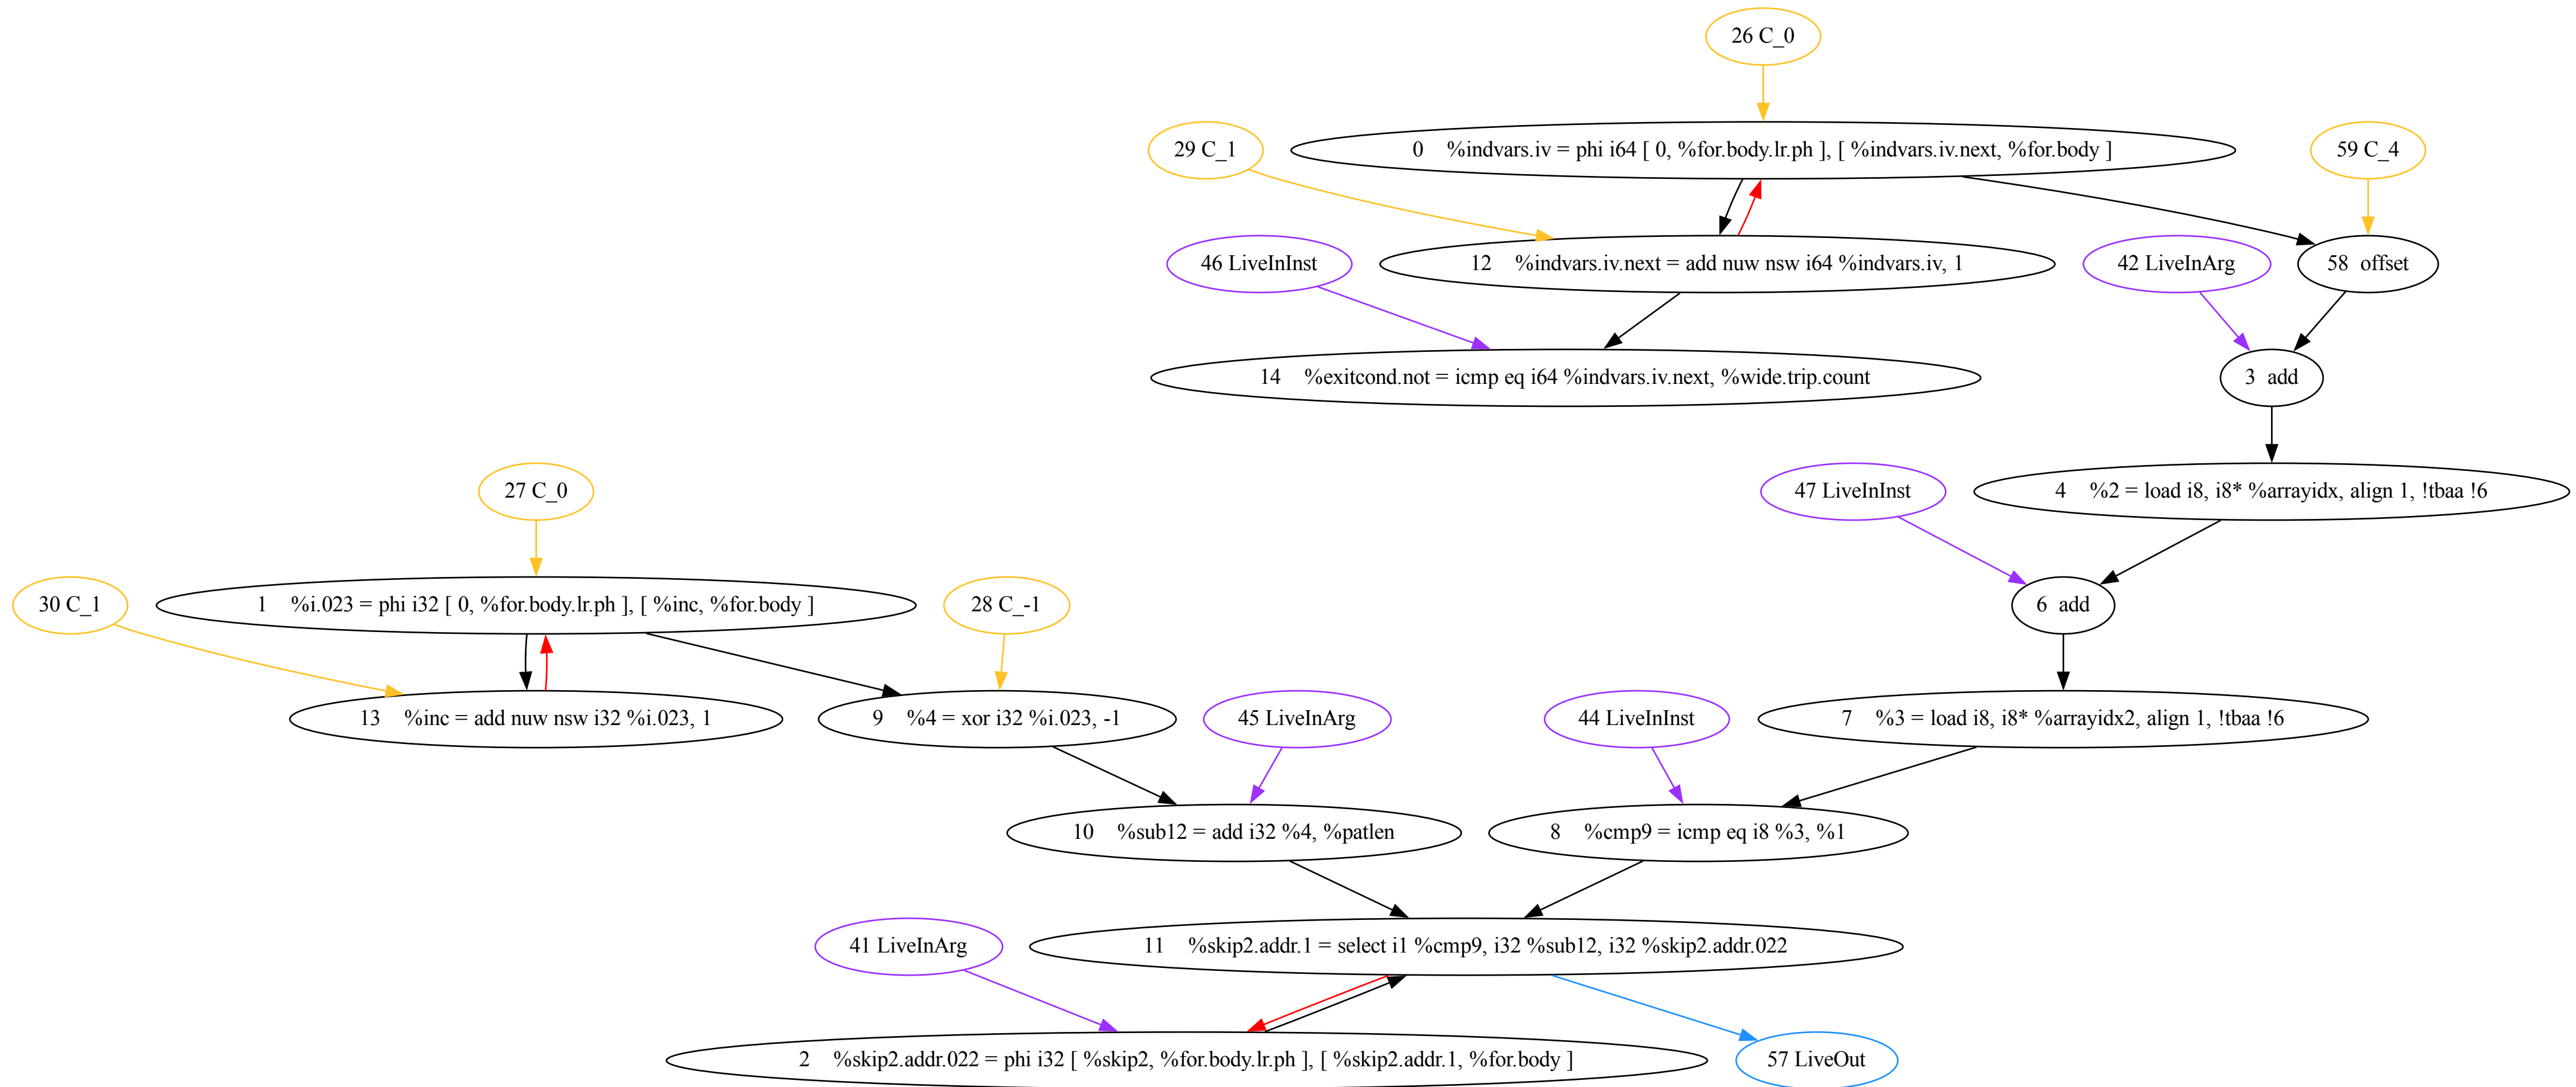 26 C_0
29 C_1
0 %indvars.iv = phi i64 [ 0, %for.body.lr.ph ], [ %indvars.iv.next, %for.body ]
59 C_4
46 LiveInInst
12 %indvars.iv.next = add nuw nsw i64 %indvars.iv, 1
42 LiveInArg
58 offset
14 %exitcond.not = icmp eq i64 %indvars.iv.next, %wide.trip.count
3 add
27 C_0
47 LiveInInst
4 %2 = load i8, i8* %arrayidx, align 1, !tbaa !6
30 C_1
1 %i.023 = phi i32 [ 0, %for.body.lr.ph ], [ %inc, %for.body ]
28 C_-1
6 add
13 %inc = add nuw nsw i32 %i.023, 1
9 %4 = xor i32 %i.023, -1
45 LiveInArg
44 LiveInInst
7 %3 = load i8, i8* %arrayidx2, align 1, !tbaa !6
10 %sub12 = add i32 %4, %patlen
8 %cmp9 = icmp eq i8 %3, %1
41 LiveInArg
11 %skip2.addr.1 = select i1 %cmp9, i32 %sub12, i32 %skip2.addr.022
2 %skip2.addr.022 = phi i32 [ %skip2, %for.body.lr.ph ], [ %skip2.addr.1, %for.body ]
57 LiveOut